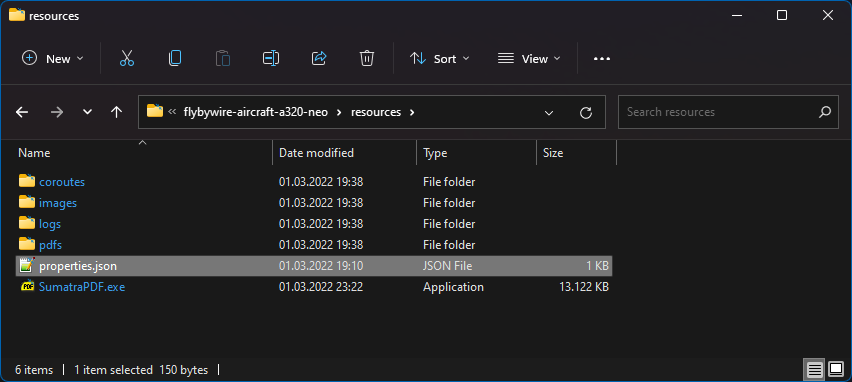 resources
New Sort View
flybywire-aircraft-a320-neo resources Search resources
Name Date modified Type Size
coroutes 01.03.2022 19:38 File folder
images 01.03.2022 19:38 File folder
logs 01.03.2022 19:38 File folder
pdfs 01.03.2022 19:38 File folder
properties.json 01.03.2022 19:10 JSON File 1 KB
PDF SumatraPDF.exe 01.03.2022 23:22 Application 13.122 KB
6 items 1 item selected 150 bytes